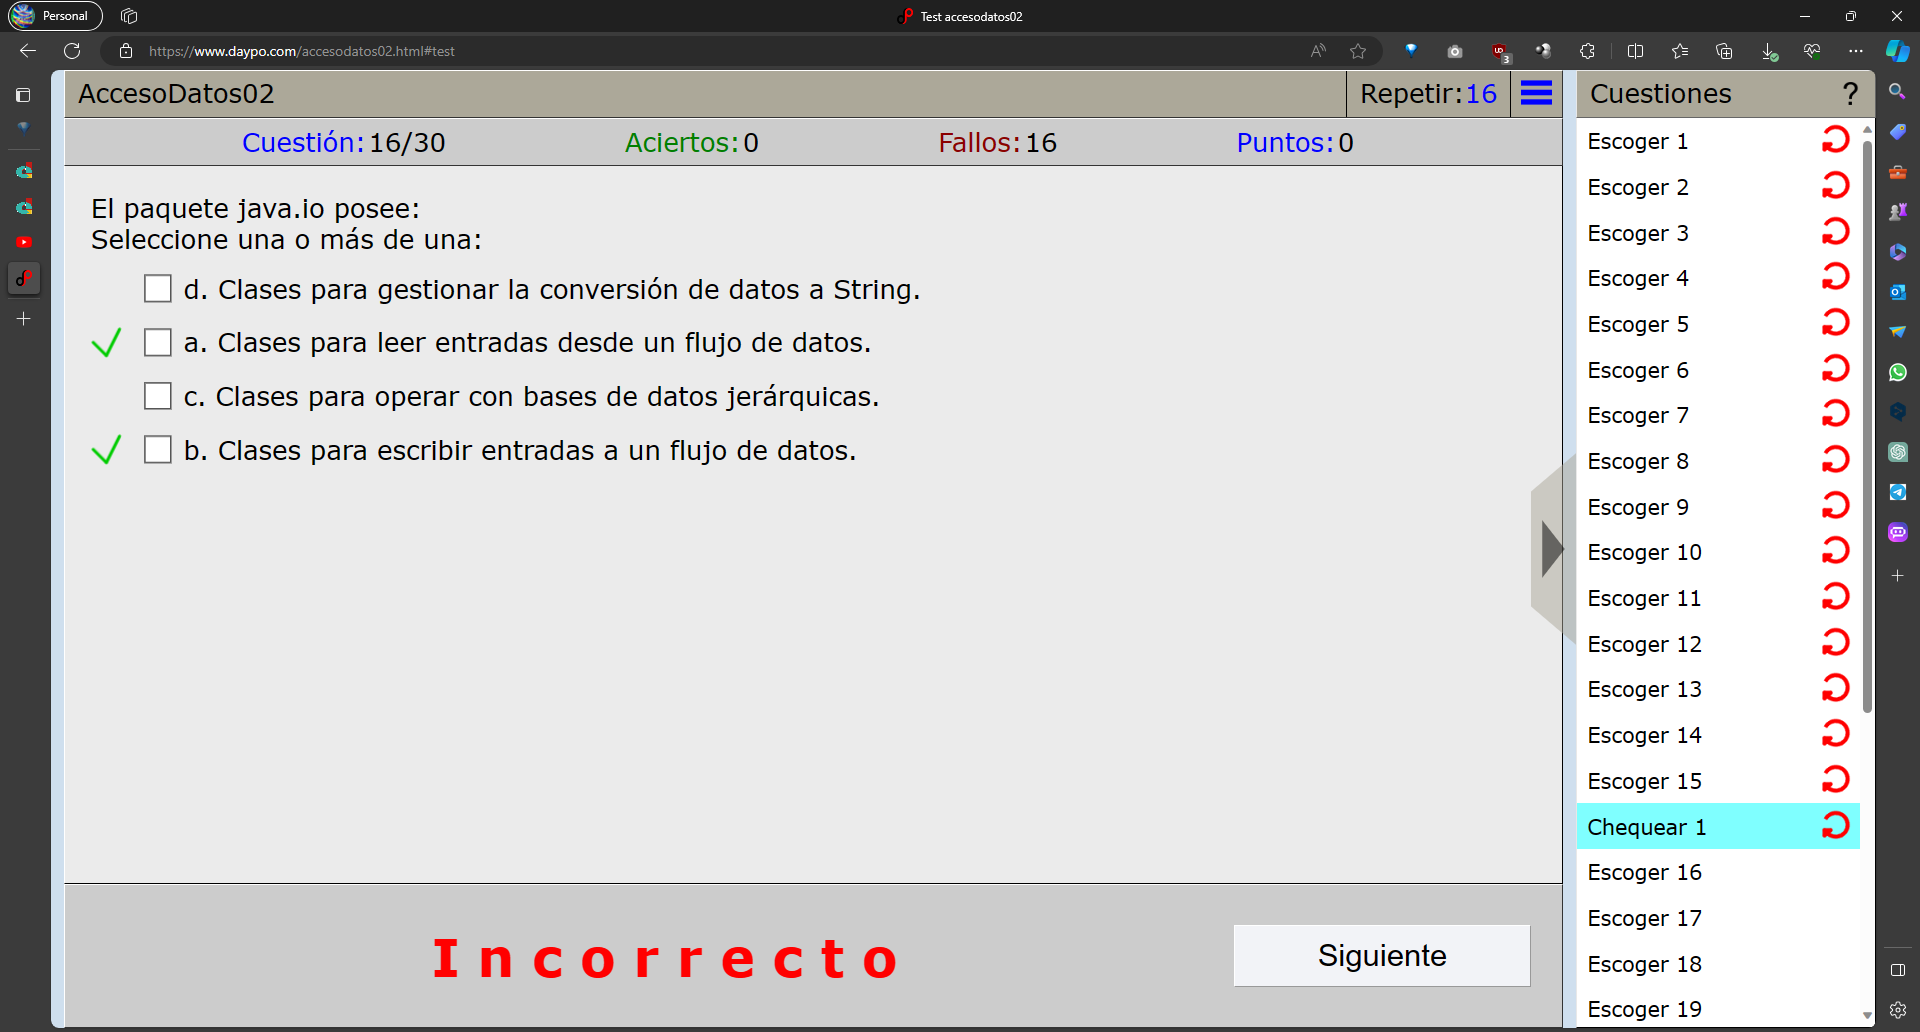 Personal
Test accesodatos02
https://www.daypo.com/accesodatos02.html#test
3
AccesoDatos02
Repetir:16
Cuestiones
?
Cuestión:16/30
Aciertos:0
Fallos:16
Puntos:0
El paquete java.io posee:
Seleccione una o más de una:
d. Clases para gestionar la conversión de datos a String.
a. Clases para leer entradas desde un flujo de datos.
c. Clases para operar con bases de datos jerárquicas.
b. Clases para escribir entradas a un flujo de datos.
Incorrecto
Siguiente
Escoger 1
Escoger 2
Escoger 3
Escoger 4
Escoger 5
Escoger 6
Escoger 7
Escoger 8
Escoger 9
Escoger 10
Escoger 11
Escoger 12
Escoger 13
Escoger 14
Escoger 15
Chequear 1
Escoger 16
Escoger 17
Escoger 18
Escoger 19